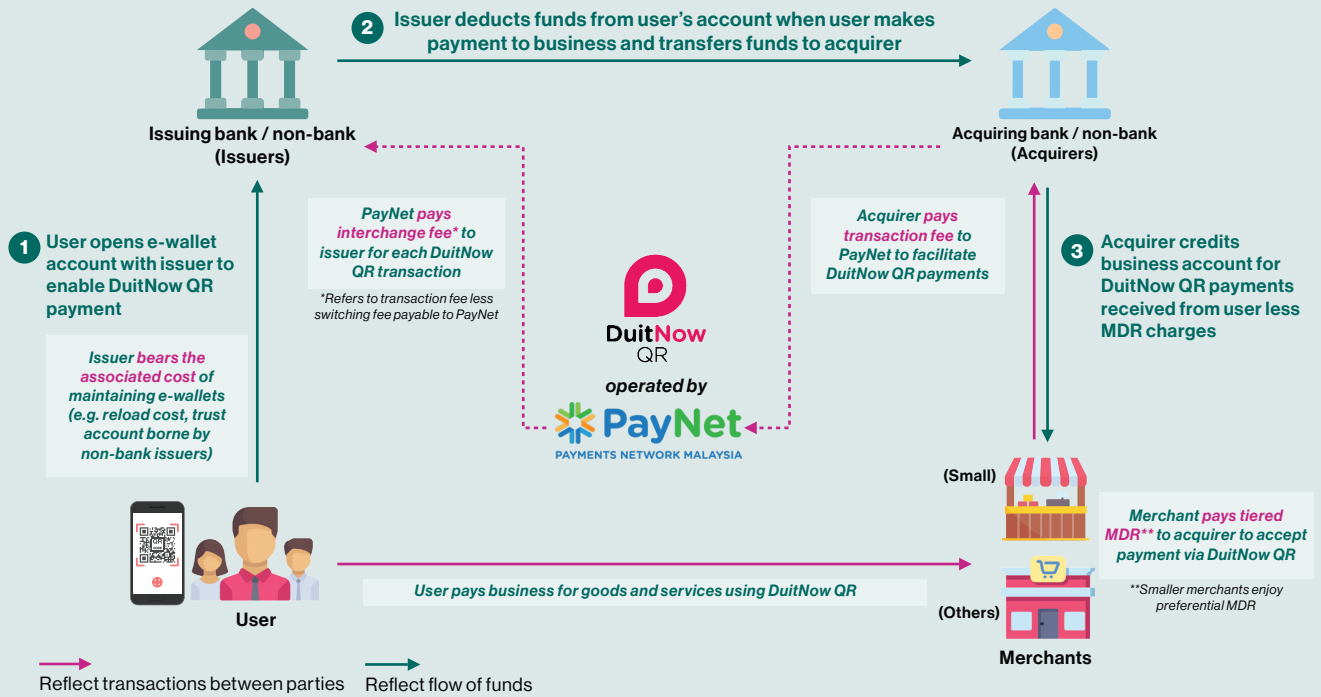 2 Issuer deducts funds from user’s account when user makes
payment to business and transfers funds to acquirer
Issuing bank / non-bank
(Issuers)
Acquiring bank / non-bank
(Acquirers)
1 User opens e-wallet
account with issuer to
enable DuitNow QR
payment
Issuer bears the
associated cost of
maintaining e-wallets
(e.g. reload cost, trust
account borne by
non-bank issuers)
PayNet pays
interchange fee* to
issuer for each DuitNow
QR transaction
*Refers to transaction fee less
switching fee payable to PayNet
DuitNow
QR
operated by
PayNet
PAYMENTS NETWORK MALAYSIA
Acquirer pays
transaction fee to
PayNet to facilitate
DuitNow QR payments
3 Acquirer credits
business account for
DuitNow QR payments
received from user less
MDR charges
(Small)
(Others)
Merchants
Merchant pays tiered
MDR** to acquirer to accept
payment via DuitNow QR
**Smaller merchants enjoy
preferential MDR
User
User pays business for goods and services using DuitNow QR
Reflect transactions between parties
Reflect flow of funds